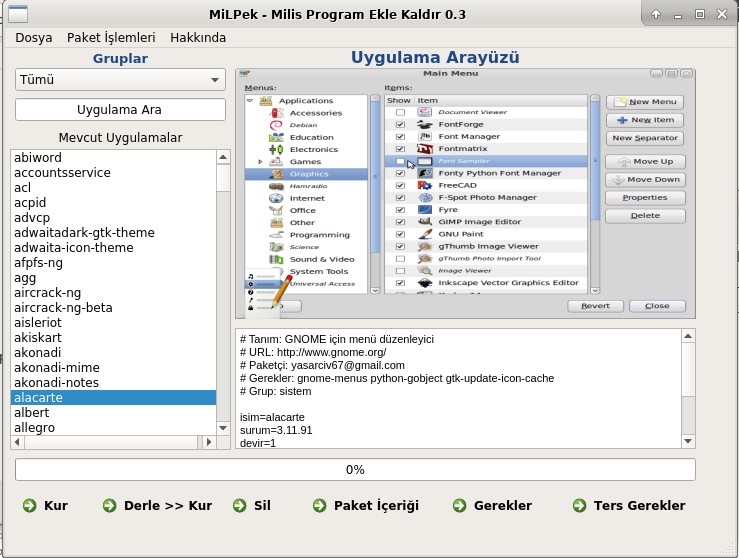 MiLPek - Milis Program Ekle Kaldır 0.3
Dosya Paket İşlemleri Hakkında
Gruplar
Tümü
Uygulama Ara
Mevcut Uygulamalar
abiword
accountsservice
acl
acpid
advcp
adwaitadark-gtk-theme
adwaita-icon-theme
afpfs-ng
agg
aircrack-ng
aircrack-ng-beta
aisleriot
akiskart
akonadi
akonadi-mime
akonadi-notes
alacarte
albert
allegro
Uygulama Arayüzü
Main Menu
Menus:
Applications
Accessories
Debian
Education
Electronics
Games
Graphics
Hamradio
Internet
Office
Other
Programming
Science
Sound & Video
System Tools
Universal Access
Items:
Show Item
Document Viewer
FontForge
Font Manager
Fontmatrix
Font Sampler
Fonty Python Font Manager
FreeCAD
F-Spot Photo Manager
Fyre
GIMP Image Editor
GNU Paint
gThumb Image Viewer
gThumb Photo Import Tool
Image Viewer
Inkscape Vector Graphics Editor
New Menu
New Item
New Separator
Move Up
Move Down
Properties
Delete
Revert
Close
# Tanım: GNOME için menü düzenleyici
# URL: http://www.gnome.org/
# Paketçi: yasarciv67@gmail.com
# Gerekler: gnome-menus python-gobject gtk-update-icon-cache
# Grup: sistem
isim=alacarte
surum=3.11.91
devir=1
0%
Kur Derle >> Kur Sil Paket İçeriği Gerekler Ters Gerekler